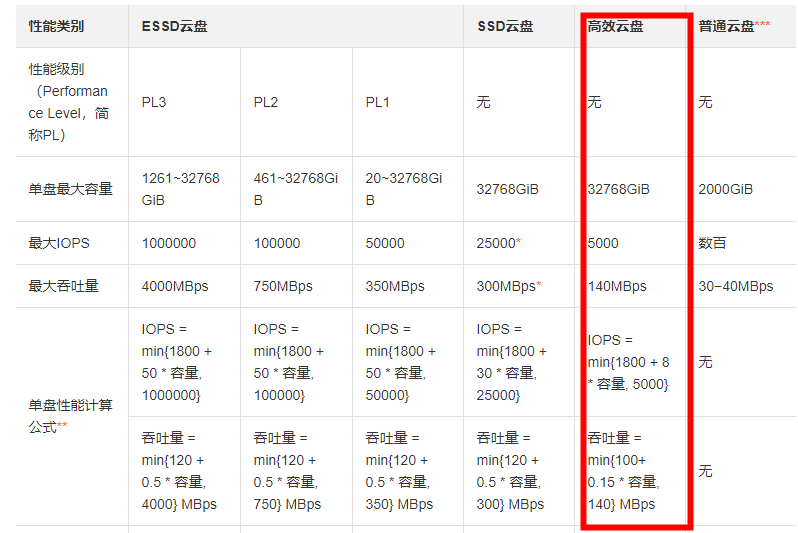 性能类别
ESSD云盘
SSD云盘
高效云盘
普通云盘***
性能级别
（Performan
ce Level，简
称PL）
PL3
PL2
PL1
无
无
无
单盘最大容量
1261~32768
GiB
461~32768Gi
B
20~32768Gi
B
32768GiB
32768GiB
2000GiB
最大IOPS
1000000
100000
50000
25000*
5000
数百
最大吞吐量
4000MBps
750MBps
350MBps
300MBps*
140MBps
30~40MBps
单盘性能计算
公式**
IOPS =
min{1800 +
50 * 容量,
1000000}
IOPS =
min{1800 +
50 * 容量,
100000}
IOPS =
min{1800 +
50 * 容量,
50000}
IOPS =
min{1800 +
30 * 容量,
25000}
IOPS =
min{1800 + 8
* 容量, 5000}
无
吞吐量 =
min{120 +
0.5 * 容量,
4000} MBps
吞吐量 =
min{120 +
0.5 * 容量,
750} MBps
吞吐量 =
min{120 +
0.5 * 容量,
350} MBps
吞吐量 =
min{120 +
0.5 * 容量,
300} MBps
吞吐量 =
min{100+
0.15 * 容量,
140} MBps
无